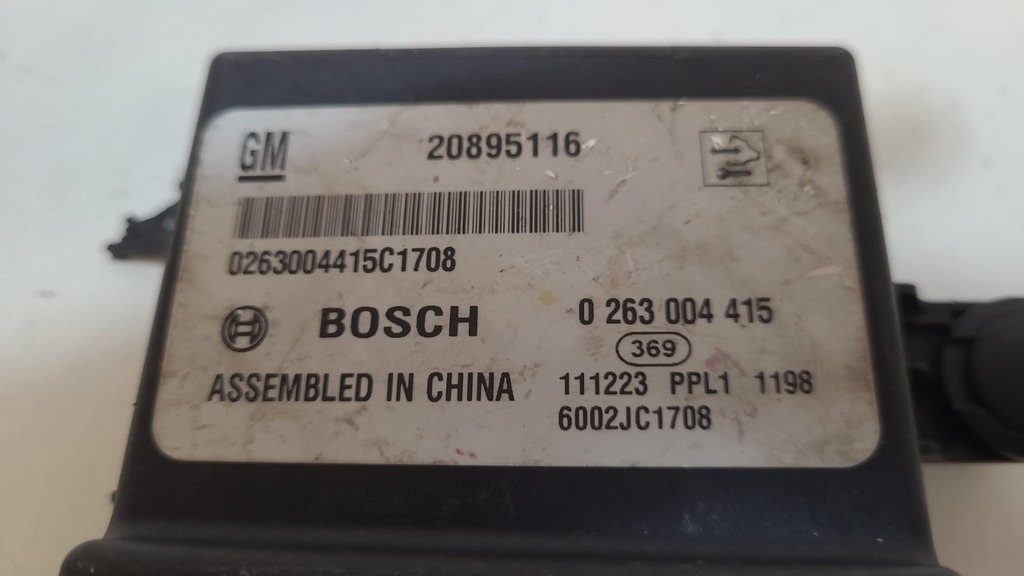 GM 20895116
0263004415C1708
BOSCH 0 263 004 415
369
ASSEMBLED IN CHINA 111223 PPL1 1198
6002JC1708